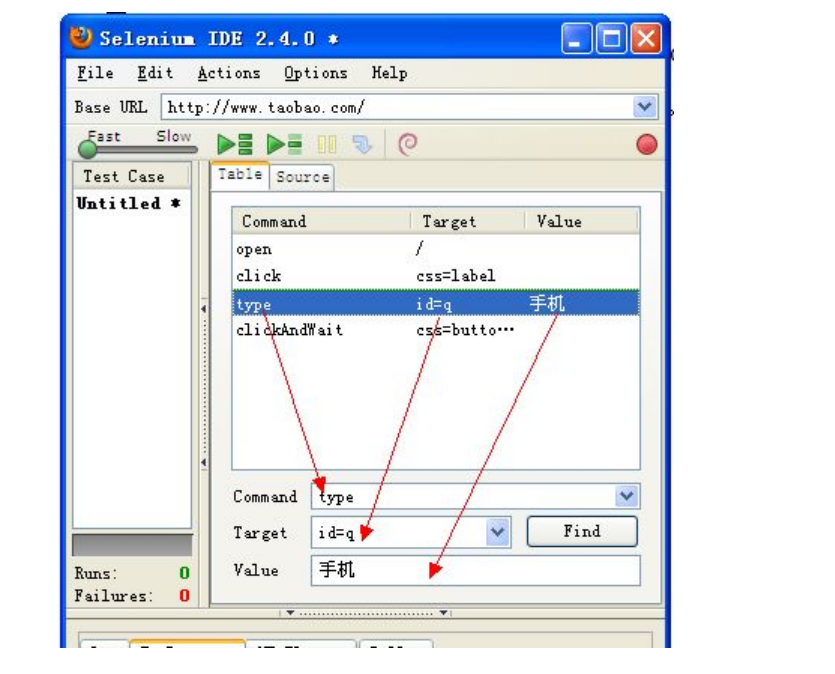 Selenium IDE 2.4.0 *
File Edit Actions Options Help
Base URL http://www.taobao.com/
Fast Slow
Test Case Table Source
Untitled *
Command Target Value
open /
click css=label
type id=q 手机
clickAndWait css=butto…
Command type
Target id=q Find
Value 手机
Runs: 0
Failures: 0